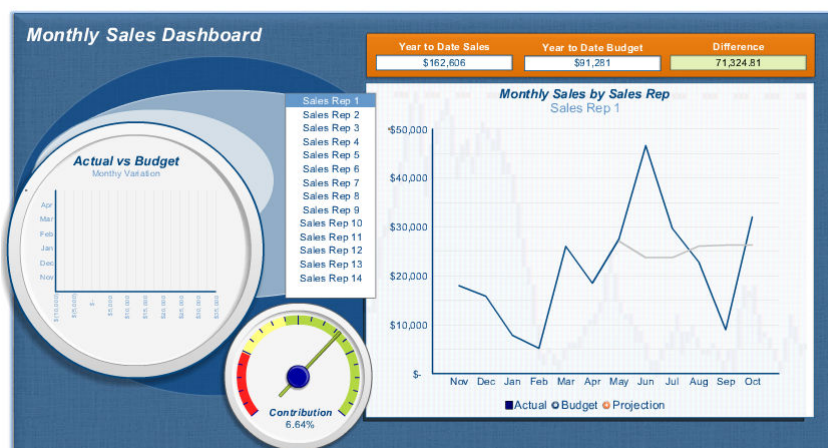 Monthly Sales Dashboard
Year to Date Sales
Year to Date Budget
Difference
$162,606
$91,281
71,324.81
Sales Rep 1
Sales Rep 2
Sales Rep 3
Sales Rep 4
Sales Rep 5
Sales Rep 6
Sales Rep 7
Sales Rep 8
Sales Rep 9
Sales Rep 10
Sales Rep 11
Sales Rep 12
Sales Rep 13
Sales Rep 14
Actual vs Budget
Monthy Variation
Apr
Mar
Feb
Jan
Dec
Nov
$-
Monthly Sales by Sales Rep
Sales Rep 1
$50,000
$40,000
$30,000
$20,000
$10,000
$-
Nov Dec Jan Feb Mar Apr May Jun Jul Aug Sep Oct
Actual Budget Projection
Contribution
6.64%